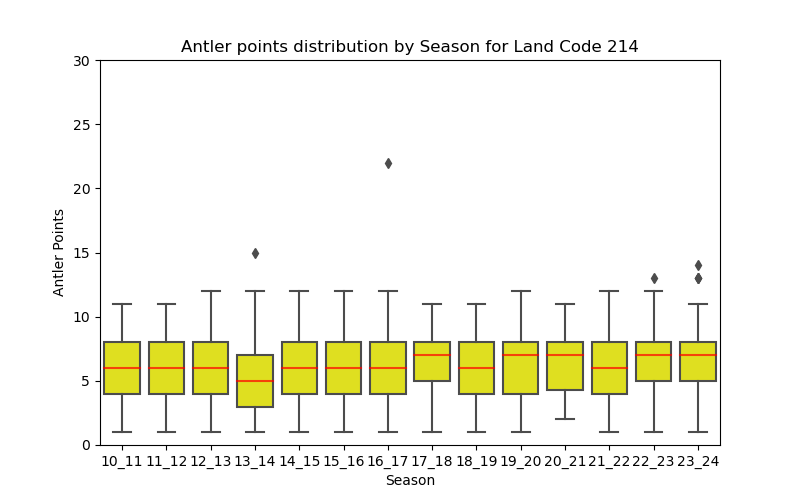 Antler points distribution by Season for Land Code 214
30
25
20
15
10
5
0
Antler Points
10_11 11_12 12_13 13_14 14_15 15_16 16_17 17_18 18_19 19_20 20_21 21_22 22_23 23_24
Season